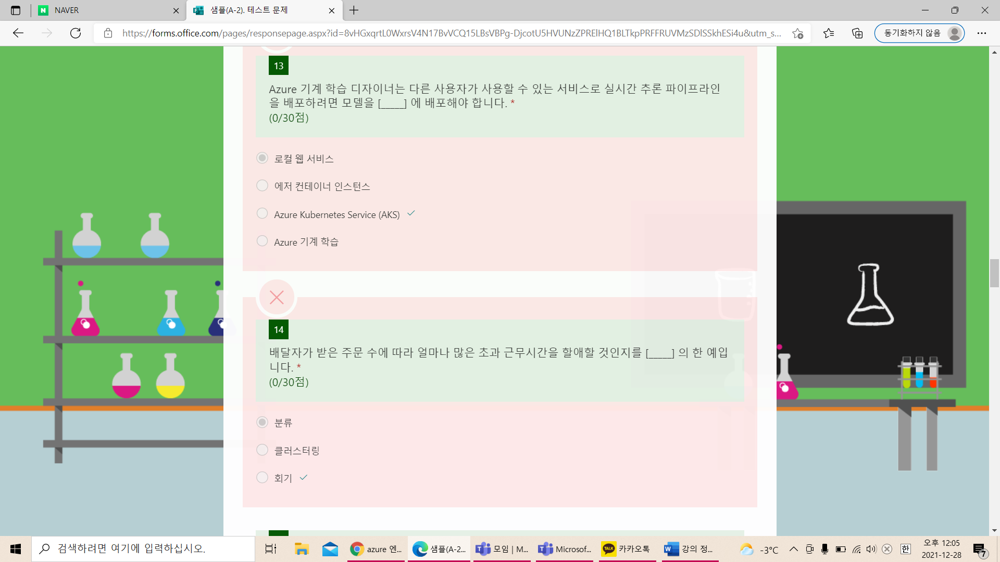 NAVER
샘플(A-2). 테스트 문제
https://forms.office.com/pages/responsepage.aspx?id=8vHGxqrtL0WxrsV4N17BvVCQ15LBsVBPg-DjcotU5HVUNzZPRElHQ1BLTkpPRFFRUVMzSDlSSkhESi4u&utm_s...
동기화하지 않음
13
Azure 기계 학습 디자이너는 다른 사용자가 사용할 수 있는 서비스로 실시간 추론 파이프라인
을 배포하려면 모델을 [_____] 에 배포해야 합니다. *
(0/30점)
로컬 웹 서비스
에저 컨테이너 인스턴스
Azure Kubernetes Service (AKS)
Azure 기계 학습
14
배달자가 받은 주문 수에 따라 얼마나 많은 초과 근무시간을 할애할 것인지를 [_____] 의 한 예입
니다. *
(0/30점)
분류
클러스터링
회기
검색하려면 여기에 입력하십시오.
azure 엔...
샘플(A-2...
모임 | M...
Microsof...
TALK
카카오톡
강의 정...
-3°C
한
오후 12:05
2021-12-28
7